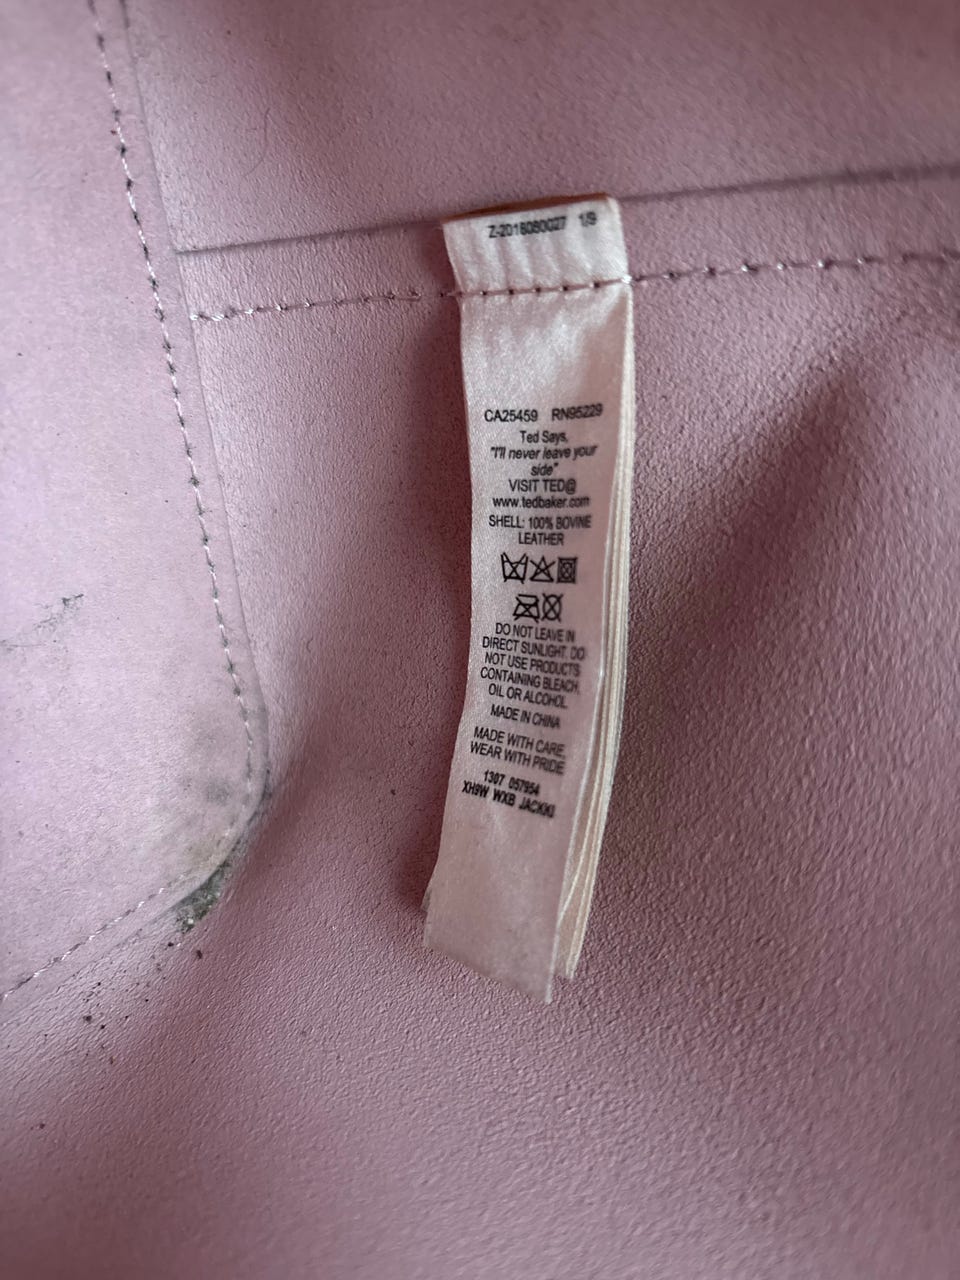 Z-2018080027 1/9
CA25459 RN95229
Ted Says,
"I'll never leave your
side"
VISIT TED@
www.tedbaker.com
SHELL: 100% BOVINE
LEATHER
DO NOT LEAVE IN
DIRECT SUNLIGHT. DO
NOT USE PRODUCTS
CONTAINING BLEACH,
OIL OR ALCOHOL.
MADE IN CHINA
MADE WITH CARE,
WEAR WITH PRIDE
1307 057954
XH9W WXB JACKKI